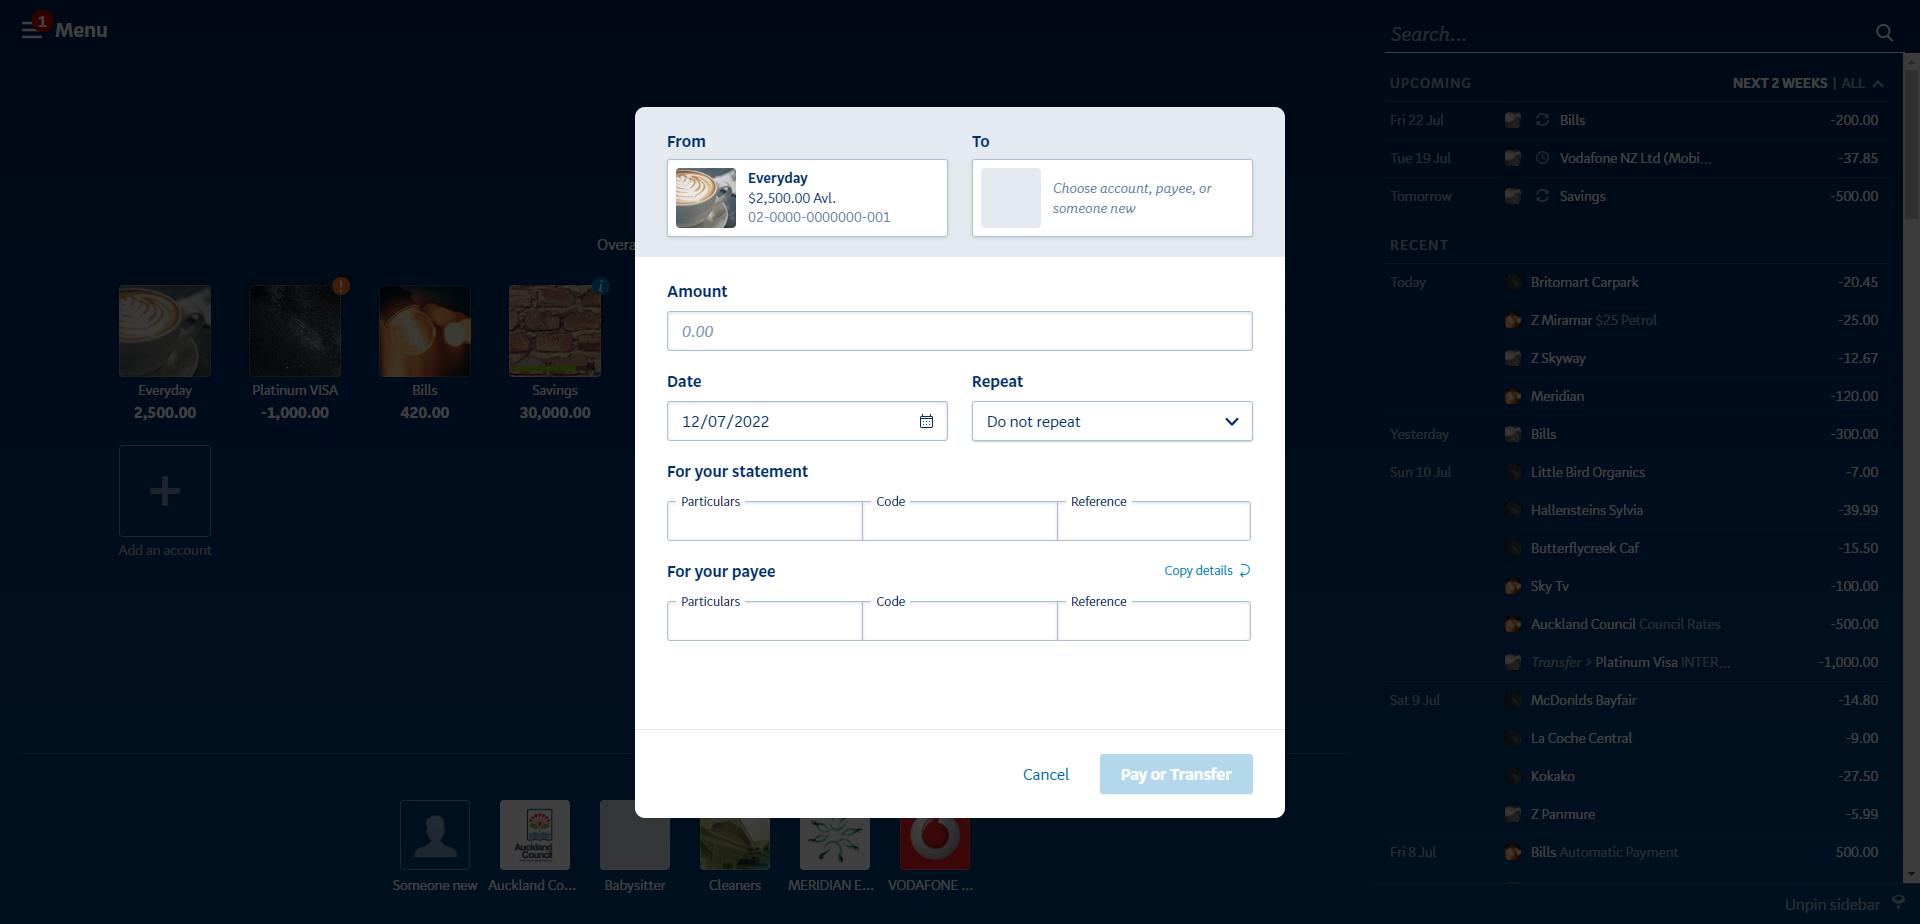 1
Menu
Search...
UPCOMING
NEXT 2 WEEKS | ALL
Fri 22 Jul Bills -200.00
Tue 19 Jul Vodafone NZ Ltd (Mobi... -37.85
Tomorrow Savings -500.00
RECENT
Today Britomart Carpark -20.45
Z Miramar $25 Petrol -25.00
Z Skyway -12.67
Meridian -120.00
Yesterday Bills -300.00
Sun 10 Jul Little Bird Organics -7.00
Hallensteins Sylvia -39.99
Butterflycreek Caf -15.50
Sky Tv -100.00
Auckland Council Council Rates -500.00
Transfer > Platinum Visa INTER... -1,000.00
Sat 9 Jul McDonlds Bayfair -14.80
La Coche Central -9.00
Kokako -27.50
Z Panmure -5.99
Fri 8 Jul Bills Automatic Payment 500.00
Unpin sidebar
Overa
!
i
Everyday
2,500.00
Platinum VISA
-1,000.00
Bills
420.00
Savings
30,000.00
Add an account
From
Everyday
$2,500.00 Avl.
02-0000-0000000-001
To
Choose account, payee, or
someone new
Amount
0.00
Date
12/07/2022
Repeat
Do not repeat
For your statement
Particulars Code Reference
For your payee
Copy details
Particulars Code Reference
Cancel
Pay or Transfer
Auckland
Council
Someone new
Auckland Co...
Babysitter
Cleaners
MERIDIAN E...
VODAFONE ...